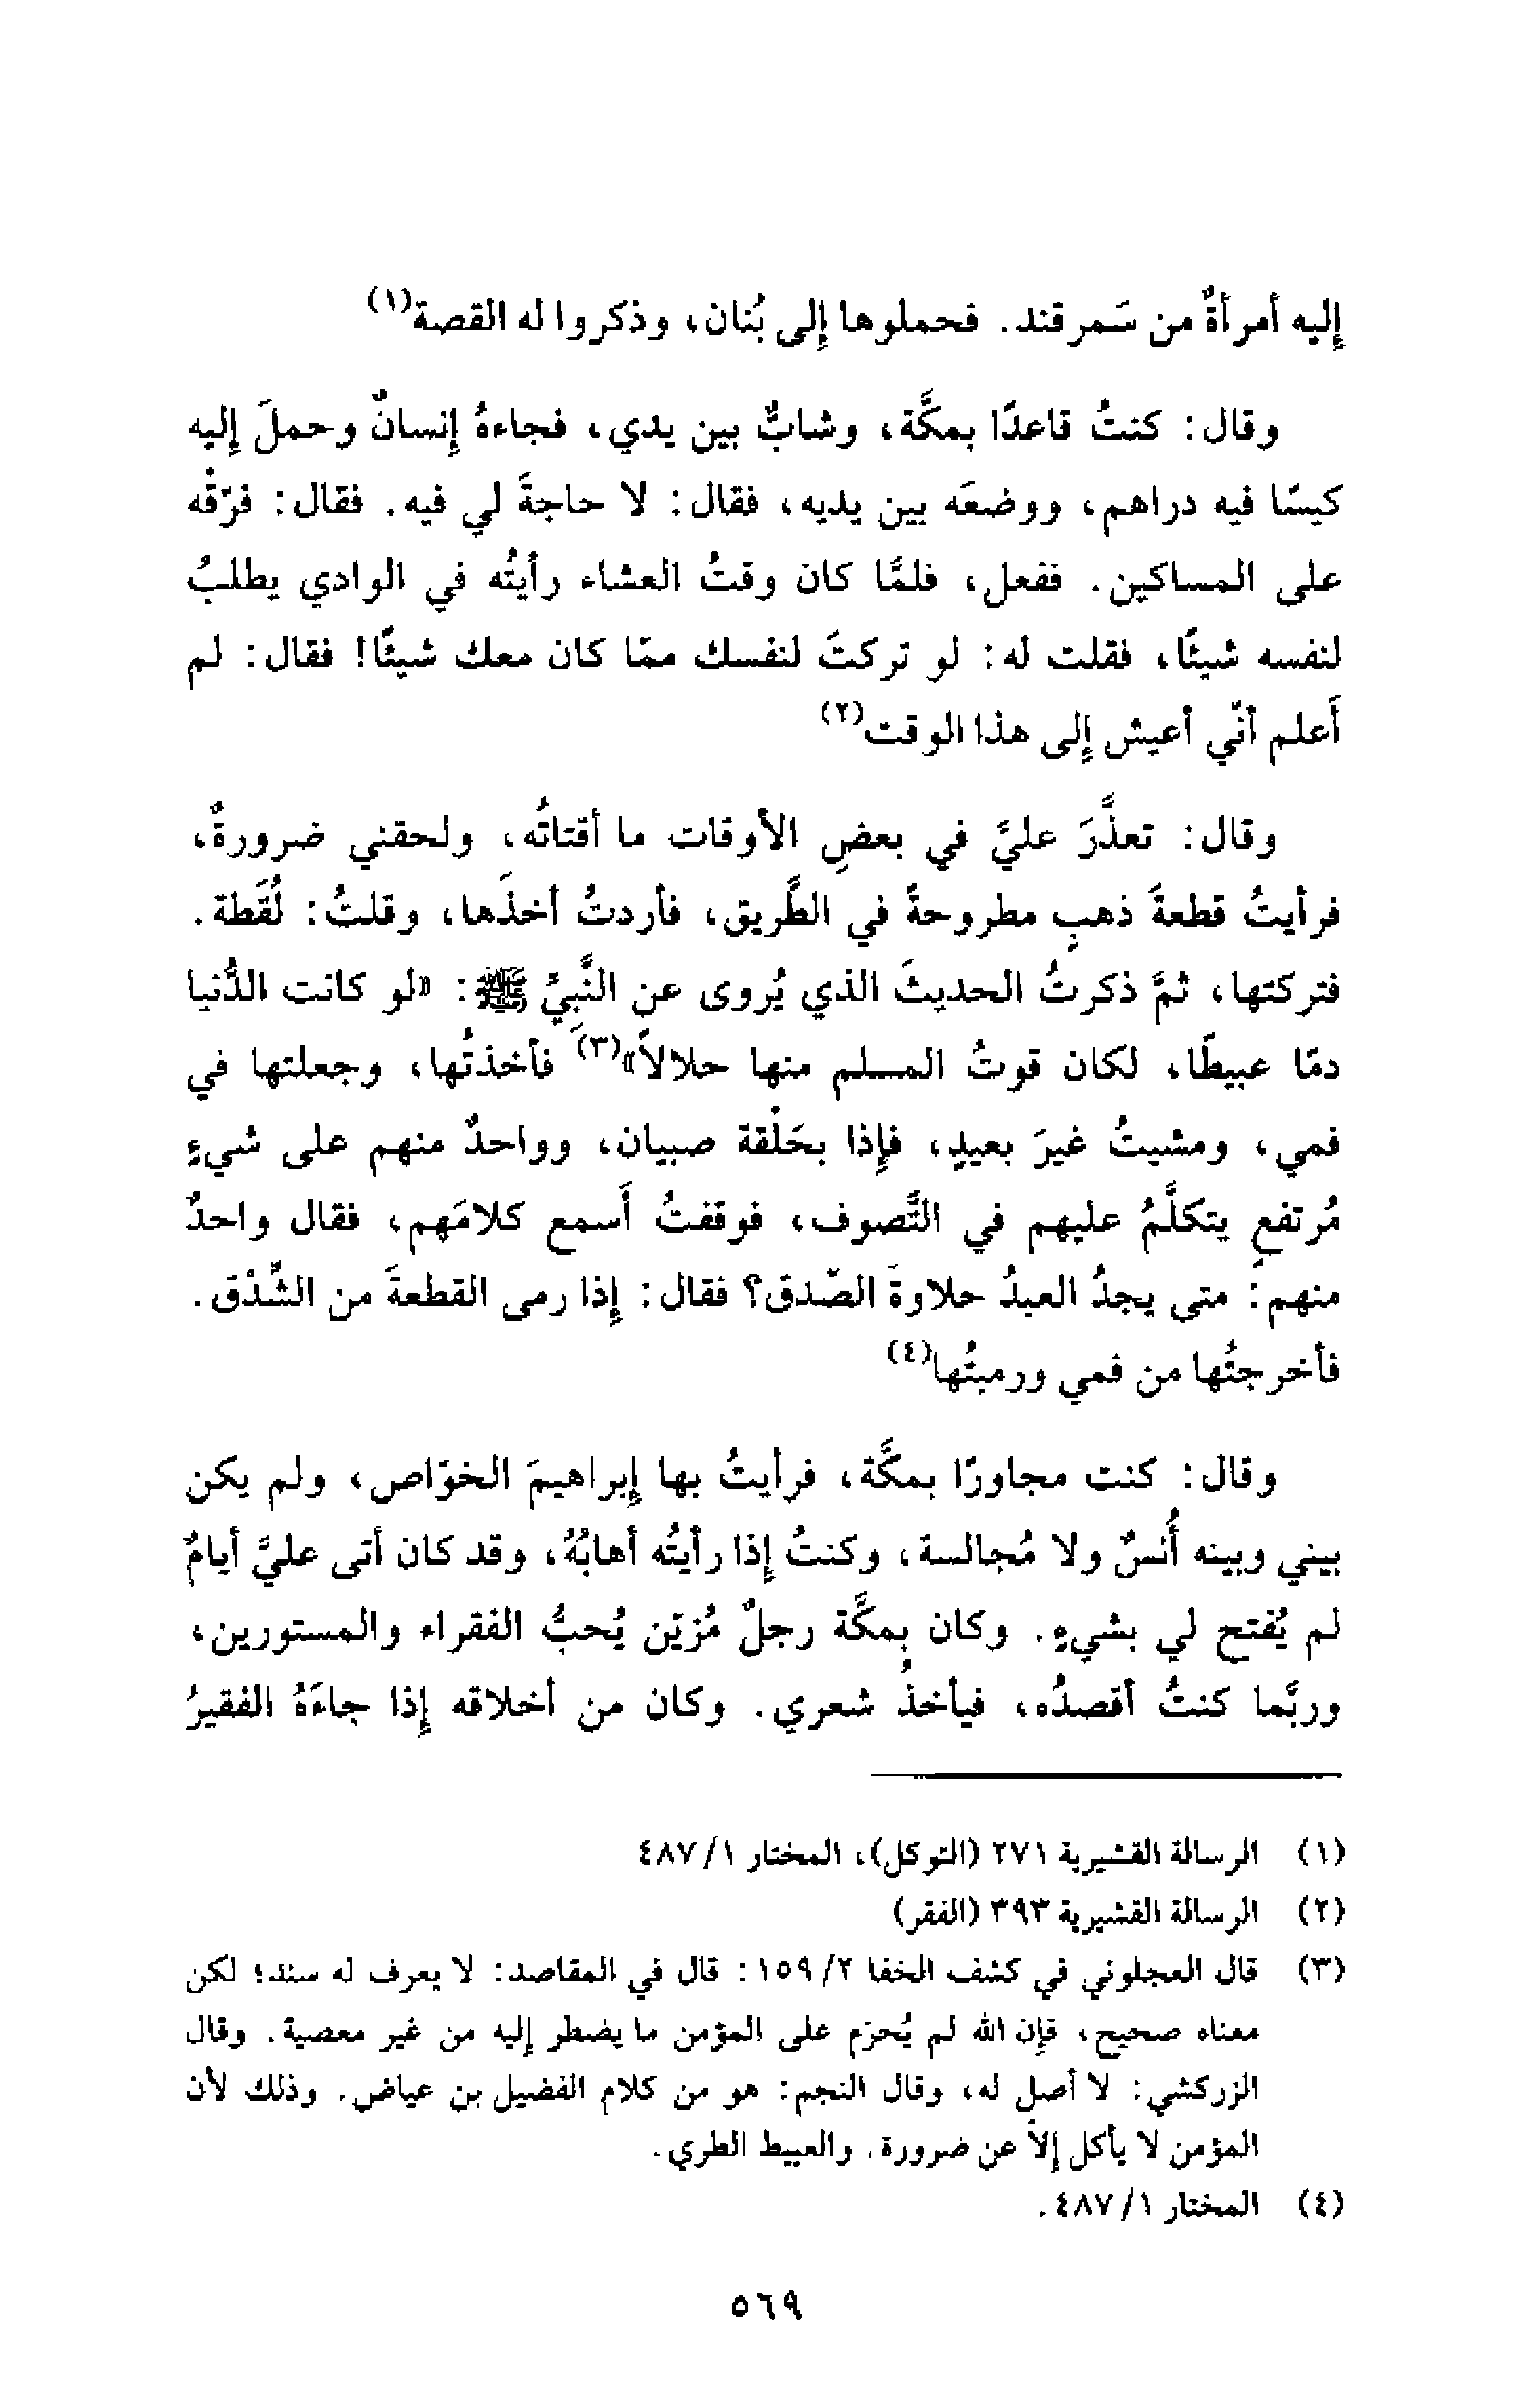 إليه أمرأةٌ من سَمرقند. فحملوها إلى بُنان، وذكروا له القصة(١)
وقال: كنتُ قاعدًا بمكَّة، وشابٌّ بين يدي، فجاءهُ إنسانٌ وحملَ إليه
كيسًا فيه دراهم، ووضعَه بين يديه، فقال: لا حاجةَ لي فيه. فقال: فرّقْه
على المساكين. ففعل، فلمَّا كان وقتُ العشاء رأيتُه في الوادي يطلبُ
لنفسه شيئًا، فقلت له: لو تركتَ لنفسك ممّا كان معك شيئًا! فقال: لم
أَعلم أنّي أعيش إلى هذا الوقت(٢)
وقال: تعذَّرَ عليَّ في بعضِ الأوقات ما أقتاتُه، ولحقني ضرورةٌ،
فرأيتُ قطعةَ ذهبٍ مطروحةً في الطَّريق، فأردتُ أخذَها، وقلتُ: لُقَطة.
فتركتها، ثمَّ ذكرتُ الحديثَ الذي يُروى عن النَّبيِّ ﷺ: «لو كانت الدُّنيا
دمًا عبيطًا، لكان قوتُ المسلم منها حلالاً»(٣) فأخذتُها، وجعلتها في
فمي، ومشيتُ غيرَ بعيدٍ، فإذا بحَلْقة صبيان، وواحدٌ منهم على شيءٍ
مُرتفعٍ يتكلَّمُ عليهم في التَّصوف، فوقفتُ أَسمع كلامَهم، فقال واحدٌ
منهم: متى يجدُ العبدُ حلاوةَ الصّدق؟ فقال: إذا رمى القطعةَ من الشِّدْق.
فأخرجتُها من فمي ورميتُها(٤)
وقال: كنت مجاورًا بمكَّة، فرأيتُ بها إبراهيمَ الخوّاص، ولم يكن
بيني وبينه أُنسٌ ولا مُجالسة، وكنتُ إذا رأيتُه أهابُهُ، وقد كان أتى عليَّ أيامٌ
لم يُفتح لي بشيءٍ. وكان بمكَّة رجلٌ مُزيّن يُحبُّ الفقراء والمستورين،
وربَّما كنتُ أقصدُه، فيأخذُ شعري. وكان من أخلاقه إذا جاءَهُ الفقيرُ
(١) الرسالة القشيرية ٢٧١ (التوكل)، المختار ١/ ٤٨٧
(٢) الرسالة القشيرية ٣٩٣ (الفقر)
(٣) قال العجلوني في كشف الخفا ٢/ ١٥٩: قال في المقاصد: لا يعرف له سند؛ لكن
معناه صحيح، فإن الله لم يُحرّم على المؤمن ما يضطر إليه من غير معصية. وقال
الزركشي: لا أصل له، وقال النجم: هو من كلام الفضيل بن عياض. وذلك لأن
المؤمن لا يأكل إلاّ عن ضرورة. والعبيط الطري.
(٤) المختار ١/ ٤٨٧.
٥٦٩